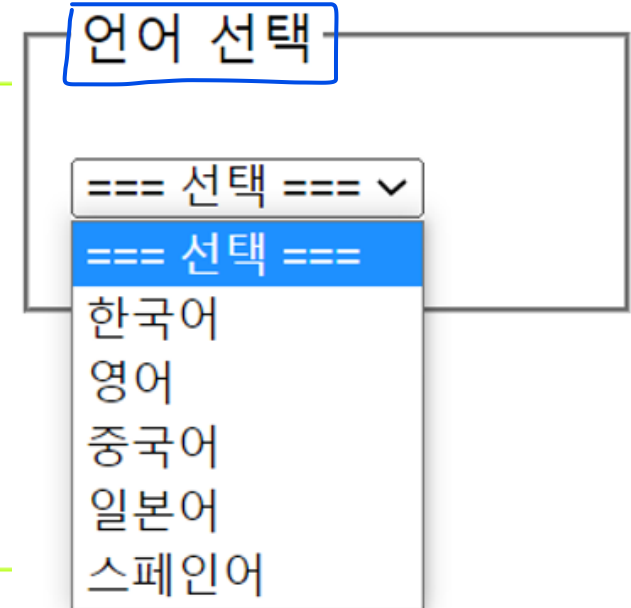 언어 선택
=== 선택 ===
=== 선택 ===
한국어
영어
중국어
일본어
스페인어